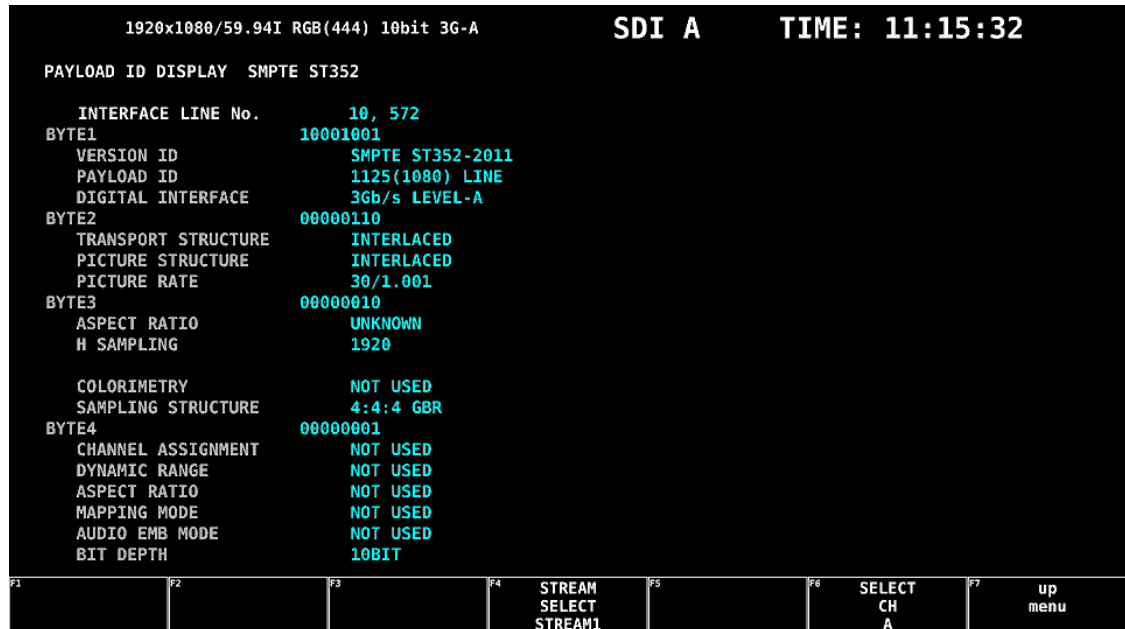 1920x1080/59.94I RGB(444) 10bit 3G-A SDI A TIME: 11:15:32
PAYLOAD ID DISPLAY SMPTE ST352
INTERFACE LINE No. 10, 572
BYTE1 10001001
VERSION ID SMPTE ST352-2011
PAYLOAD ID 1125(1080) LINE
DIGITAL INTERFACE 3Gb/s LEVEL-A
BYTE2 00000110
TRANSPORT STRUCTURE INTERLACED
PICTURE STRUCTURE INTERLACED
PICTURE RATE 30/1.001
BYTE3 00000010
ASPECT RATIO UNKNOWN
H SAMPLING 1920
COLORIMETRY NOT USED
SAMPLING STRUCTURE 4:4:4 GBR
BYTE4 00000001
CHANNEL ASSIGNMENT NOT USED
DYNAMIC RANGE NOT USED
ASPECT RATIO NOT USED
MAPPING MODE NOT USED
AUDIO EMB MODE NOT USED
BIT DEPTH 10BIT
F1 F2 F3 F4 STREAM F5 F6 SELECT F7 up
SELECT CH menu
STREAM1 A